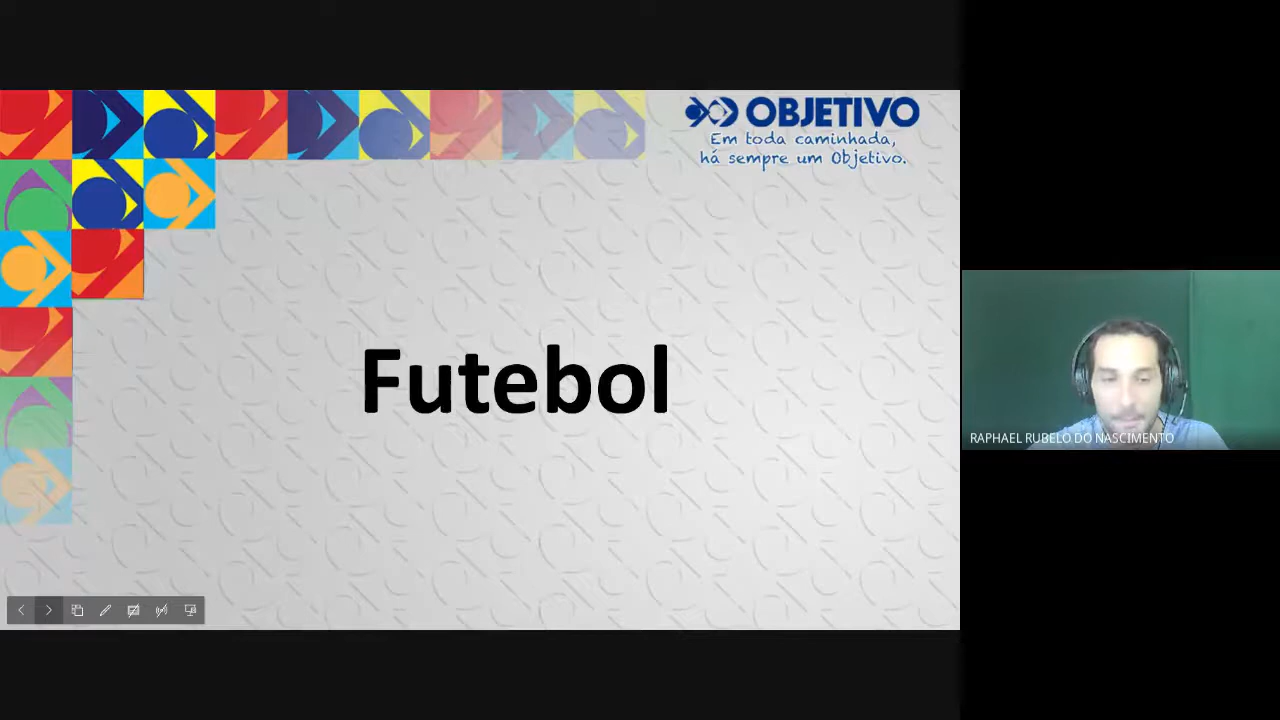 OBJETIVO
Em toda caminhada,
há sempre um Objetivo.
Futebol
RAPHAEL RUBELO DO NASCIMENTO